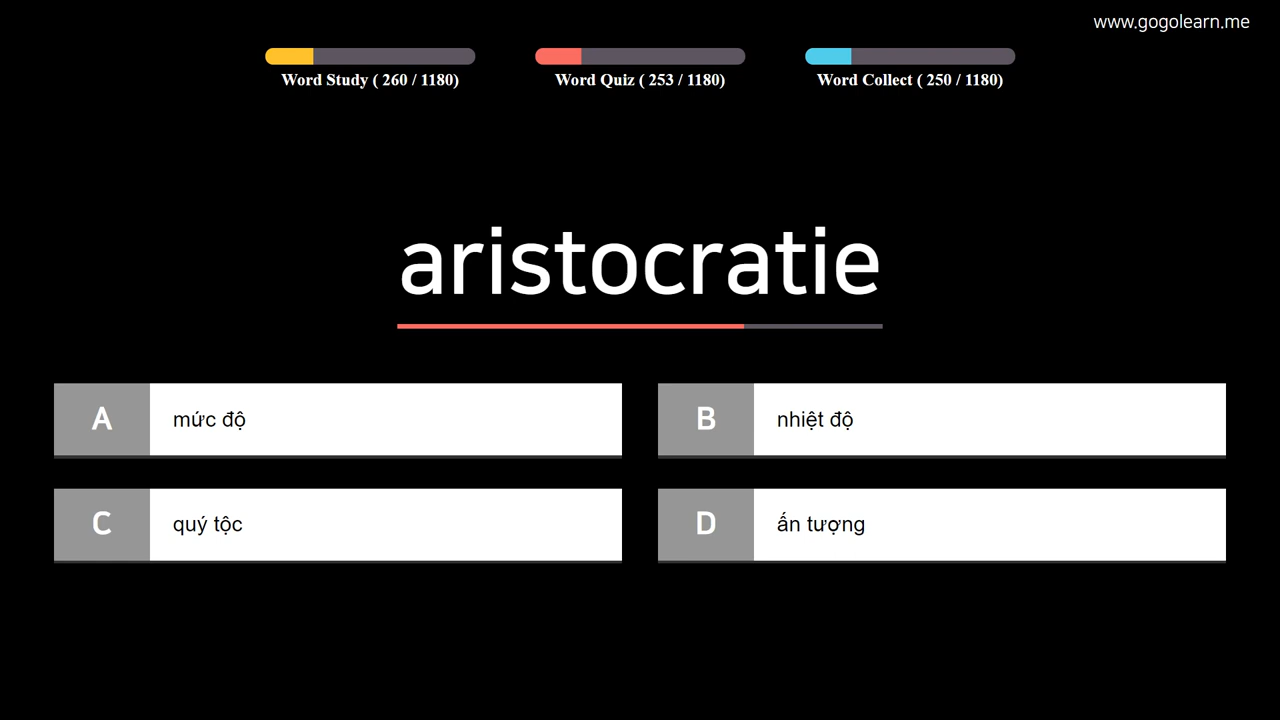 www.gogolearn.me
Word Study ( 260 / 1180)
Word Quiz ( 253 / 1180)
Word Collect ( 250 / 1180)
aristocratie
A mức độ
B nhiệt độ
C quý tộc
D ấn tượng